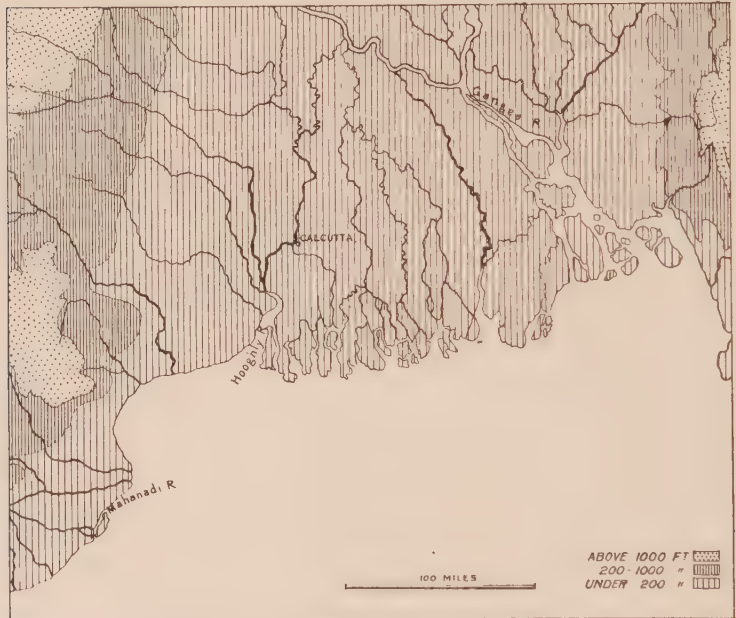 Ganges R
CALCUTTA
Hooghly
Mahanadi R
100 MILES
ABOVE 1000 FT
200-1000 "
UNDER 200 "